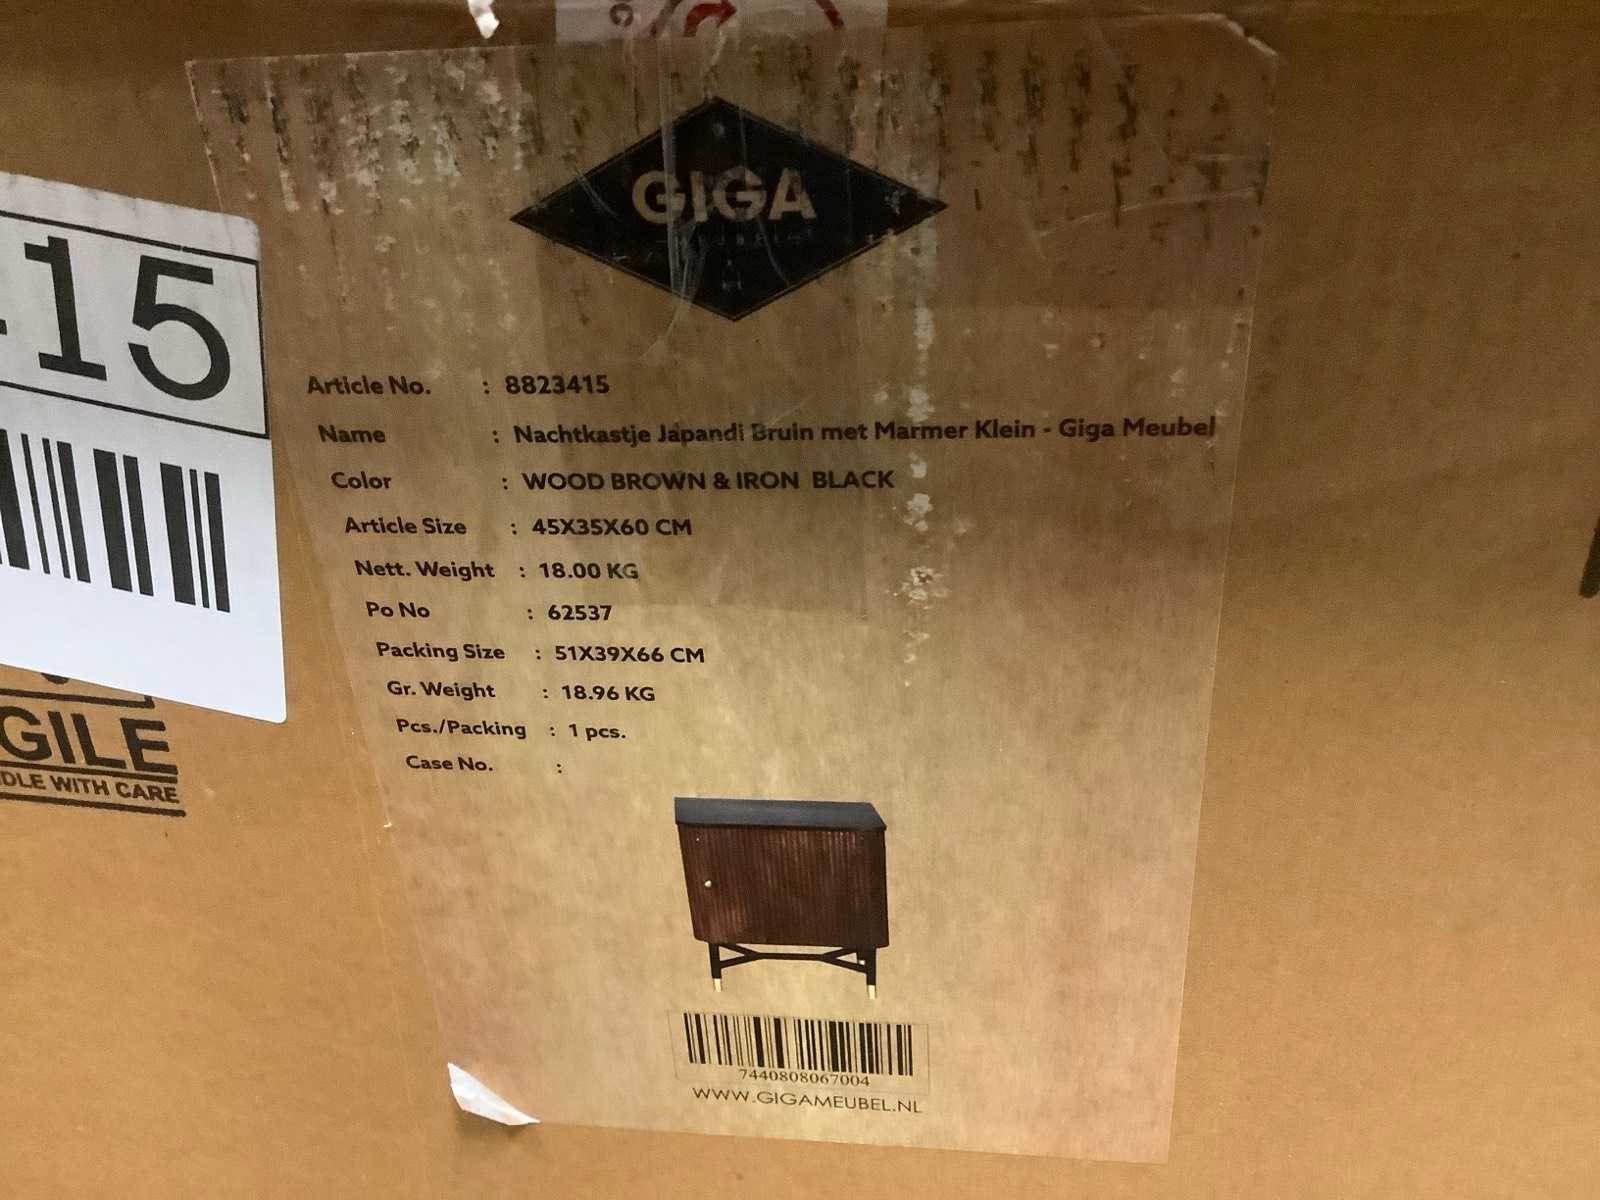 GIGA
MEUBEL
-15
Article No. : 8823415
Name : Nachtkastje Japandi Bruin met Marmer Klein - Giga Meubel
Color : WOOD BROWN & IRON BLACK
Article Size : 45X35X60 CM
Nett. Weight : 18.00 KG
Po No : 62537
Packing Size : 51X39X66 CM
Gr. Weight : 18.96 KG
Pcs./Packing : 1 pcs.
Case No. :
GILE
DLE WITH CARE
7440808067004
WWW.GIGAMEUBEL.NL